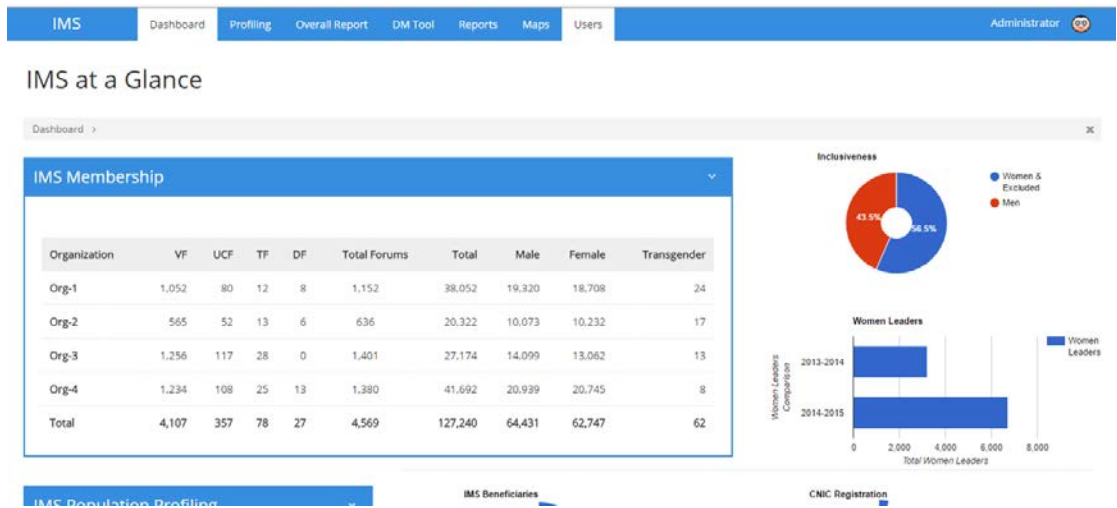 IMS Dashboard Profiling Overall Report DM Tool Reports Maps Users Administrator
IMS at a Glance
Dashboard >
IMS Membership
Organization VF UCF TF DF Total Forums Total Male Female Transgender
Org-1 1,052 80 12 8 1,152 38,052 19,320 18,708 24
Org-2 565 52 13 6 636 20,322 10,073 10,232 17
Org-3 1,256 117 28 0 1,401 27,174 14,099 13,062 13
Org-4 1,234 108 25 13 1,380 41,692 20,939 20,745 8
Total 4,107 357 78 27 4,569 127,240 64,431 62,747 62
Inclusiveness
43.5%
56.5%
Women &
Excluded
Men
Women Leaders
Women
Leaders
Women Leaders
Comparison
2013-2014
2014-2015
0 2,000 4,000 6,000 8,000
Total Women Leaders
IMS Population Profiling
IMS Beneficiaries
CNIC Registration